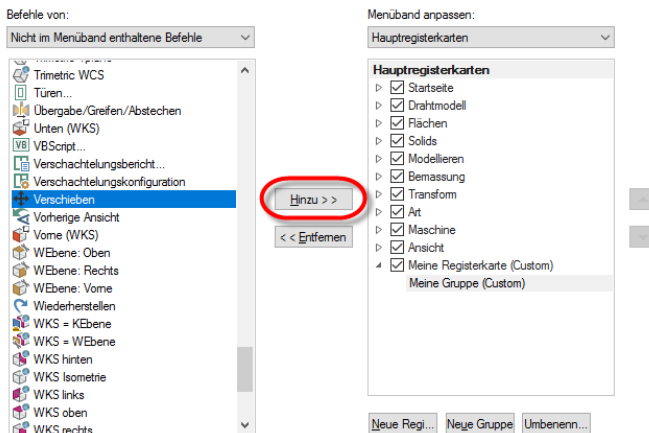 Befehle von:
Nicht im Menüband enthaltene Befehle
Trimetric WCS
Türen...
Übergabe/Greifen/Abstechen
Unten (WKS)
VBScript...
Verschachtelungsbericht...
Verschachtelungskonfiguration
Verschieben
Vorherige Ansicht
Vorne (WKS)
WEbene: Oben
WEbene: Rechts
WEbene: Vorne
Wiederherstellen
WKS = KEbene
WKS = WEbene
WKS hinten
WKS Isometrie
WKS links
WKS oben
WKS rechts
Hinzu >>
<< Entfernen
Menüband anpassen:
Hauptregisterkarten
Hauptregisterkarten
Startseite
Drahtmodell
Flächen
Solids
Modellieren
Bemassung
Transform
Art
Maschine
Ansicht
Meine Registerkarte (Custom)
Meine Gruppe (Custom)
Neue Regi... Neue Gruppe Umbenenn...